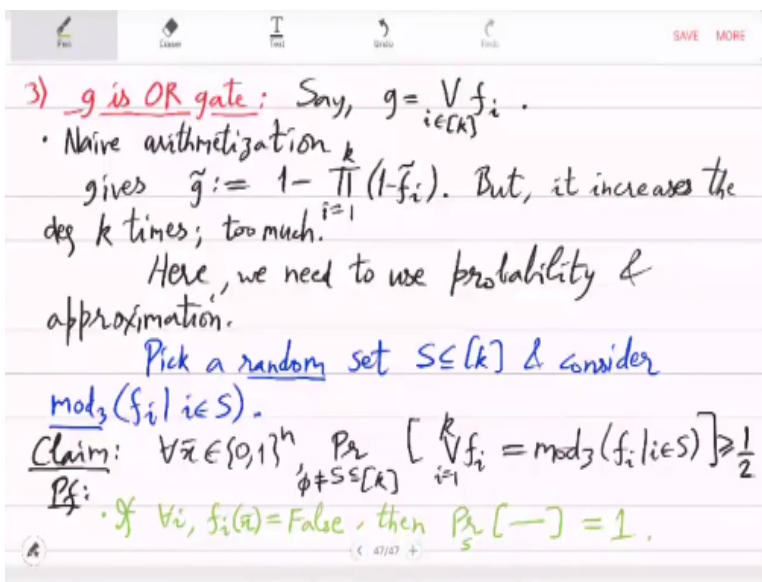 Pen Eraser Text Undo Redo SAVE MORE
3) g is OR gate: Say, g = ⋁_{i∈[k]} f_i .
· Naive arithmetization
gives g̃ := 1 - ∏_{i=1}^{k} (1-f̃_i). But, it increases the
deg k times; too much.
Here, we need to use probability &
approximation.
Pick a random set S⊆[k] & consider
mod₃(f_i | i∈S).
Claim: ∀x̄∈{0,1}ⁿ, Pr_{φ≠S⊆[k]} [ ⋁_{i=1}^{k} f_i = mod₃(f_i|i∈S) ] ⩾ 1/2
Pf:
· If ∀i, f_i(x̄) = False, then Pr_S [—] = 1.
< 47/47 +